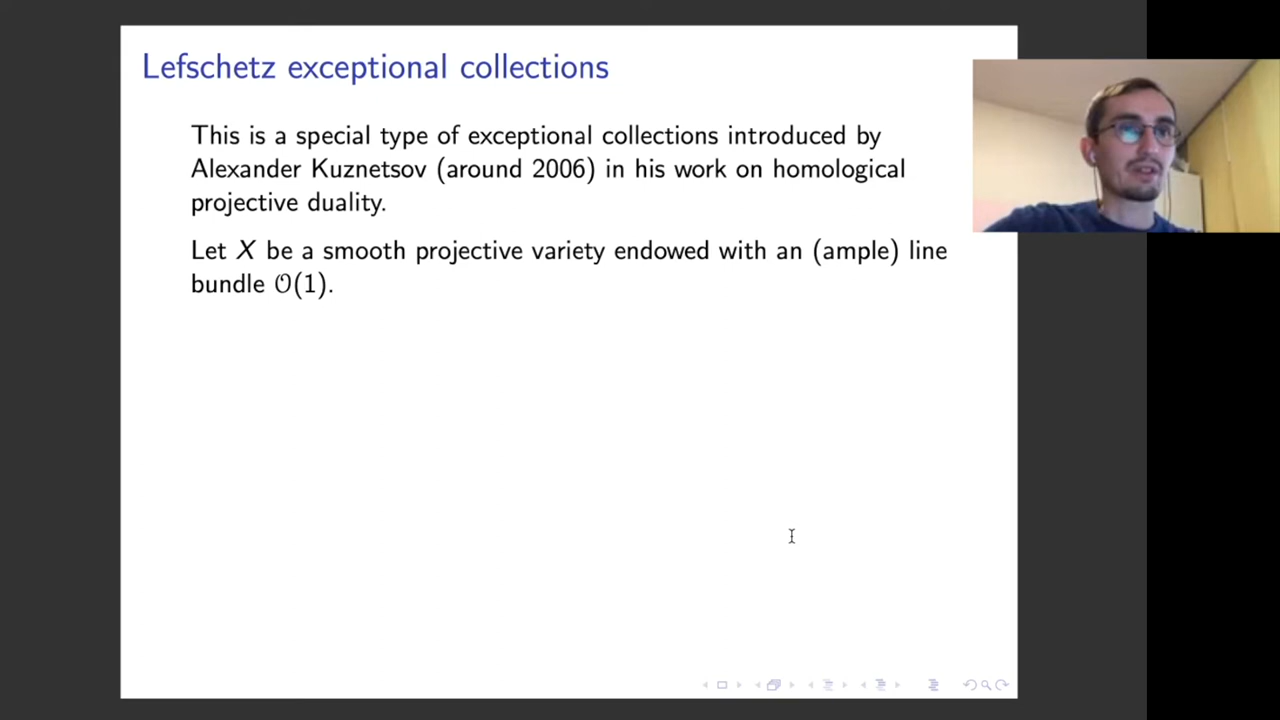 Lefschetz exceptional collections
This is a special type of exceptional collections introduced by
Alexander Kuznetsov (around 2006) in his work on homological
projective duality.
Let X be a smooth projective variety endowed with an (ample) line
bundle 𝒪(1).